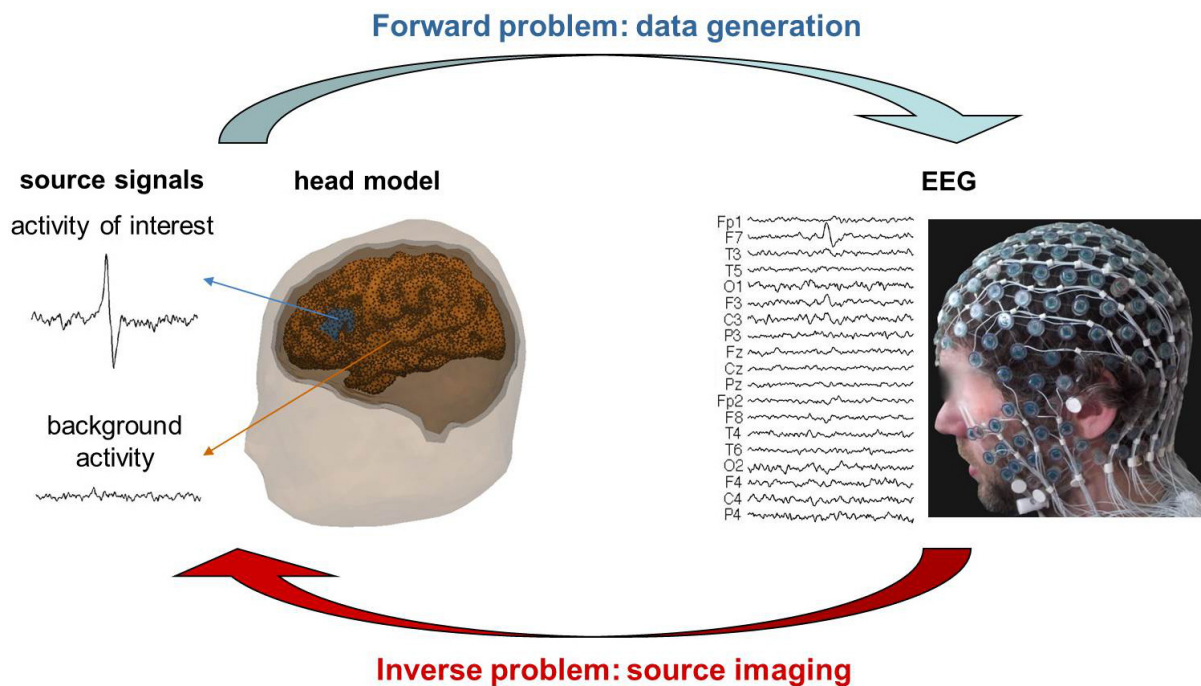 Forward problem: data generation
source signals
head model
EEG
activity of interest
background
activity
Fp1
F7
T3
T5
O1
F3
C3
P3
Fz
Cz
Pz
Fp2
F8
T4
T6
O2
F4
C4
P4
Inverse problem: source imaging